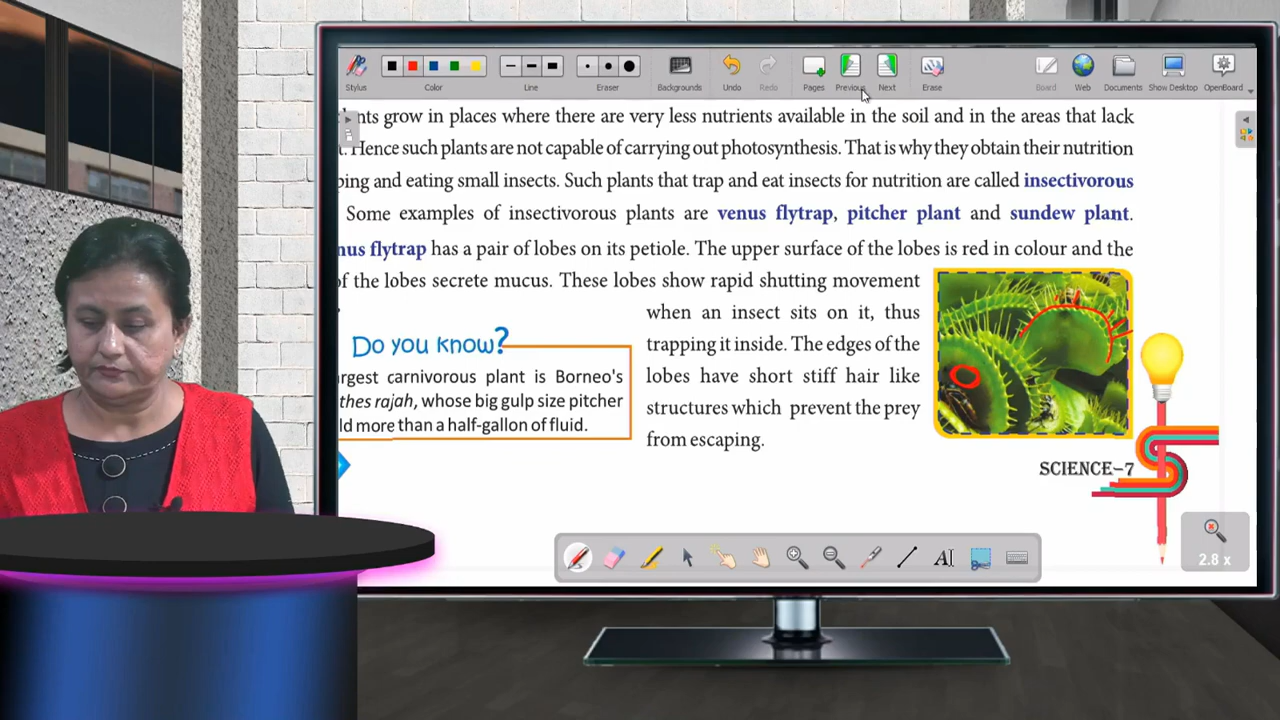 Stylus Color Line Eraser Backgrounds Undo Redo Pages Previous Next Erase Board Web Documents Show Desktop OpenBoard
grow in places where there are very less nutrients available in the soil and in the areas that lack
Hence such plants are not capable of carrying out photosynthesis. That is why they obtain their nutrition
and eating small insects. Such plants that trap and eat insects for nutrition are called insectivorous
Some examples of insectivorous plants are venus flytrap, pitcher plant and sundew plant.
nus flytrap has a pair of lobes on its petiole. The upper surface of the lobes is red in colour and the
of the lobes secrete mucus. These lobes show rapid shutting movement
when an insect sits on it, thus
trapping it inside. The edges of the
lobes have short stiff hair like
structures which prevent the prey
from escaping.
Do you know?
argest carnivorous plant is Borneo's
thes rajah, whose big gulp size pitcher
ld more than a half-gallon of fluid.
SCIENCE-7
AI
2.8 x